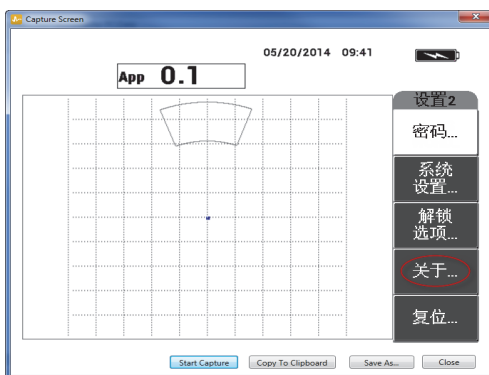 Capture Screen
05/20/2014 09:41
App 0.1
设置2
密码...
系统
设置...
解锁
选项...
关于...
复位...
Start Capture
Copy To Clipboard
Save As...
Close